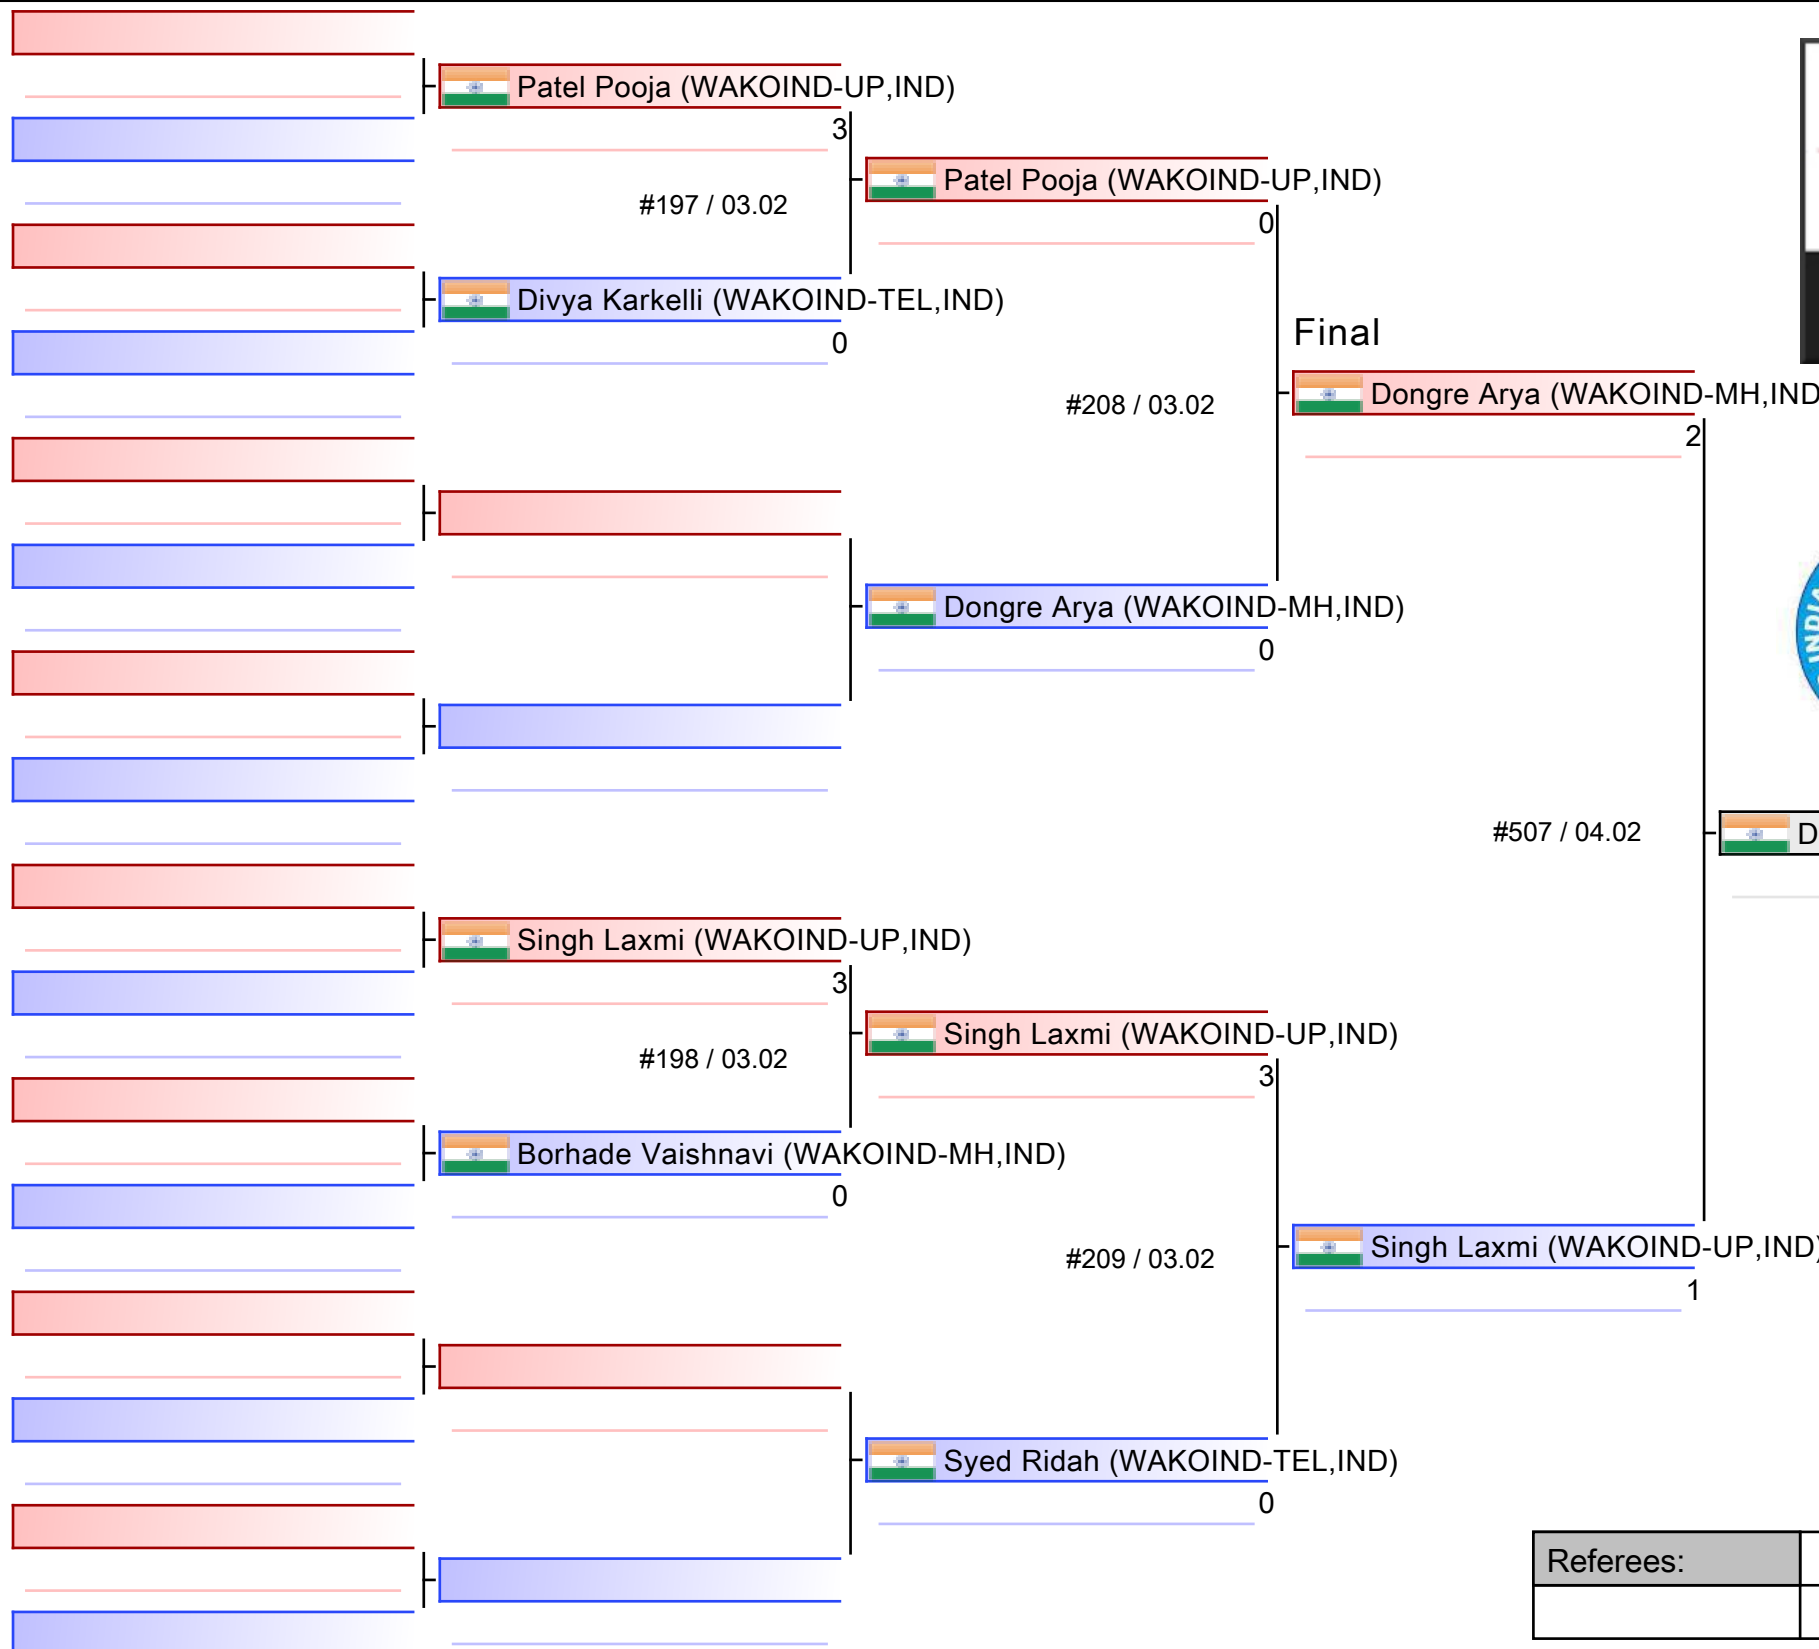 Patel Pooja (WAKOIND-UP,IND)
3
Patel Pooja (WAKOIND-UP,IND)
#197 / 03.02
0
Divya Karkelli (WAKOIND-TEL,IND)
0
Final
Dongre Arya (WAKOIND-MH,IND
#208 / 03.02
2
Dongre Arya (WAKOIND-MH,IND)
0
INDIA
#507 / 04.02
D
Singh Laxmi (WAKOIND-UP,IND)
3
Singh Laxmi (WAKOIND-UP,IND)
#198 / 03.02
3
Borhade Vaishnavi (WAKOIND-MH,IND)
0
Singh Laxmi (WAKOIND-UP,IND)
#209 / 03.02
1
Syed Ridah (WAKOIND-TEL,IND)
0
Referees: